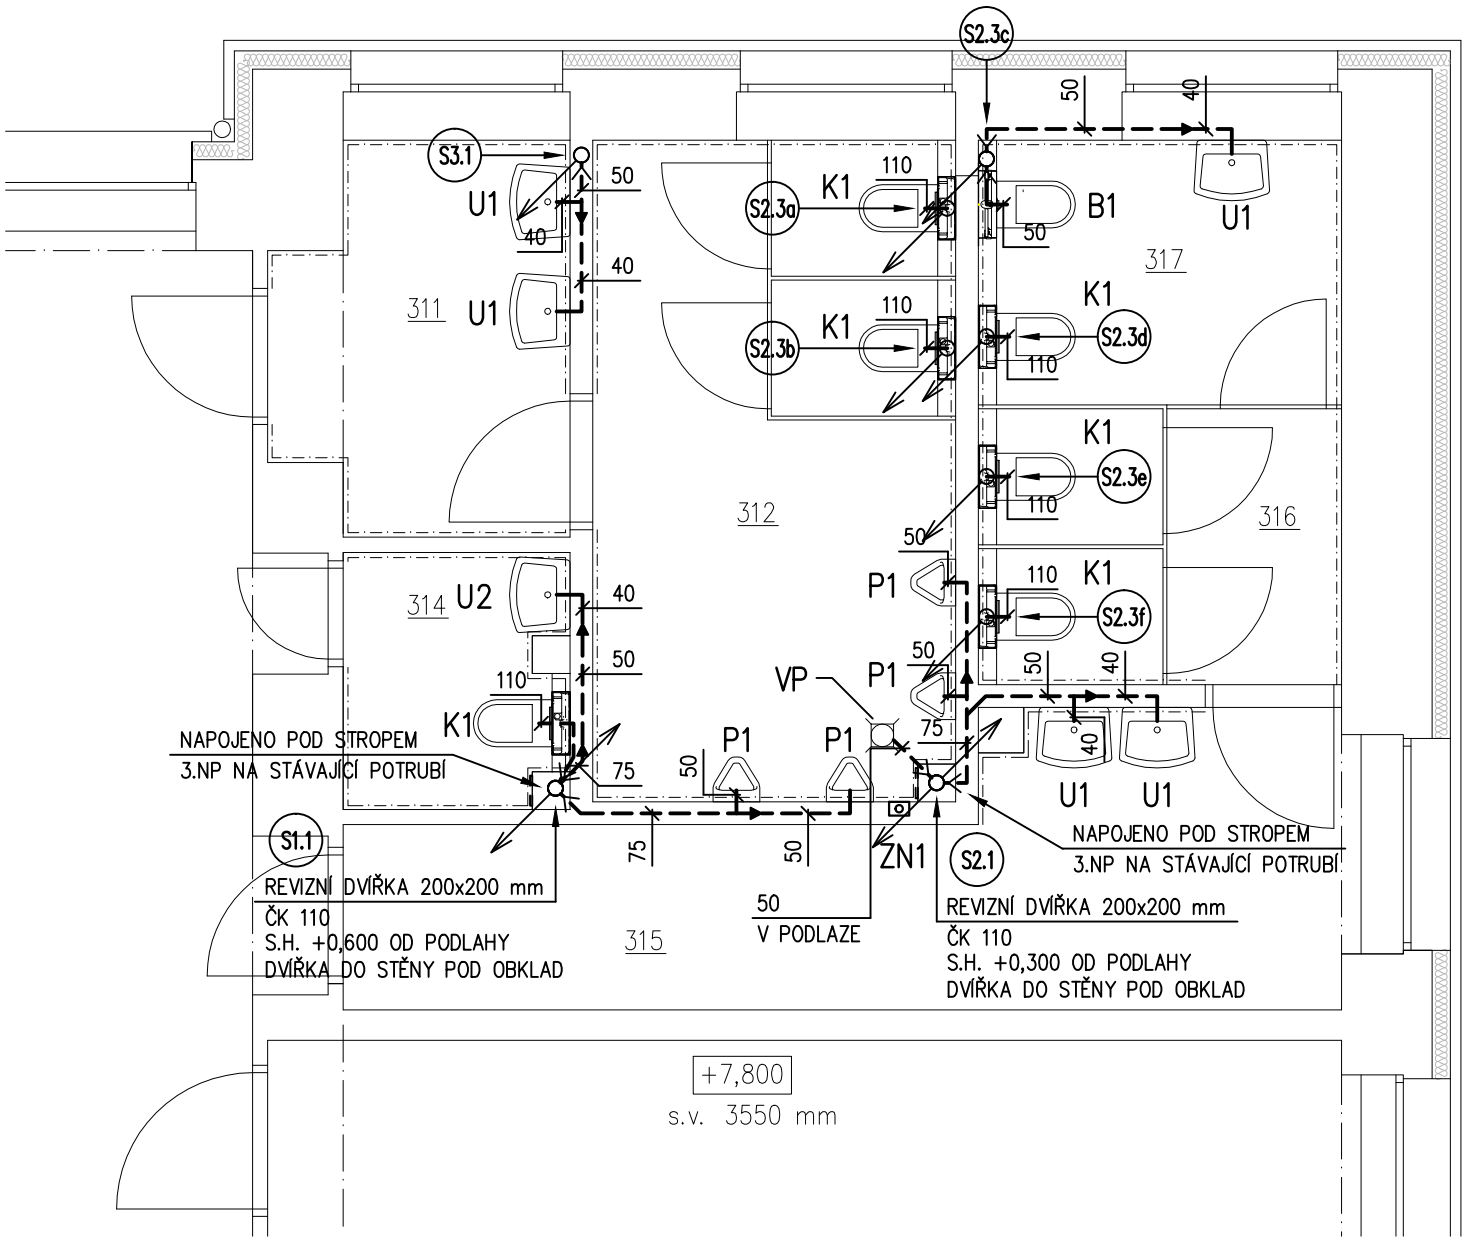 S2.3c
50
40
S3.1
50
U1
40
40
U1
311
S2.3a
K1
110
B1
50
U1
317
S2.3b
K1
110
K1
S2.3d
110
312
K1
S2.3e
110
316
50
P1
110
K1
S2.3f
314
U2
40
50
110
K1
50
P1
VP
75
50
40
40
U1
U1
NAPOJENO POD STROPEM
3.NP NA STÁVAJÍCÍ POTRUBÍ
75
P1
50
P1
75
50
ZN1
NAPOJENO POD STROPEM
3.NP NA STÁVAJÍCÍ POTRUBÍ
S1.1
REVIZNÍ DVÍŘKA 200x200 mm
ČK 110
S.H. +0,600 OD PODLAHY
DVÍŘKA DO STĚNY POD OBKLAD
50
V PODLAZE
315
S2.1
REVIZNÍ DVÍŘKA 200x200 mm
ČK 110
S.H. +0,300 OD PODLAHY
DVÍŘKA DO STĚNY POD OBKLAD
+7,800
s.v. 3550 mm